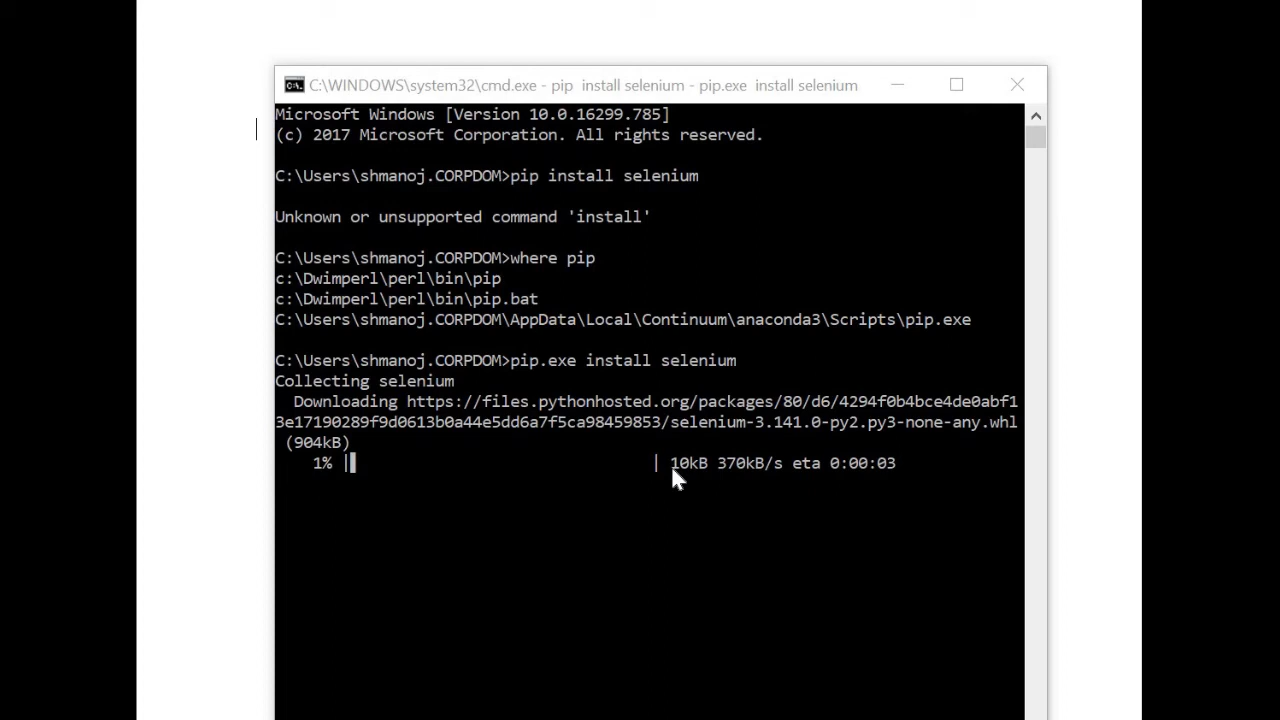 C:\WINDOWS\system32\cmd.exe - pip  install selenium - pip.exe  install selenium
Microsoft Windows [Version 10.0.16299.785]
(c) 2017 Microsoft Corporation. All rights reserved.
C:\Users\shmanoj.CORPDOM>pip install selenium
Unknown or unsupported command 'install'
C:\Users\shmanoj.CORPDOM>where pip
c:\Dwimperl\perl\bin\pip
c:\Dwimperl\perl\bin\pip.bat
C:\Users\shmanoj.CORPDOM\AppData\Local\Continuum\anaconda3\Scripts\pip.exe
C:\Users\shmanoj.CORPDOM>pip.exe install selenium
Collecting selenium
Downloading https://files.pythonhosted.org/packages/80/d6/4294f0b4bce4de0abf1
3e17190289f9d0613b0a44e5dd6a7f5ca98459853/selenium-3.141.0-py2.py3-none-any.whl
(904kB)
1% |█ | 10kB 370kB/s eta 0:00:03